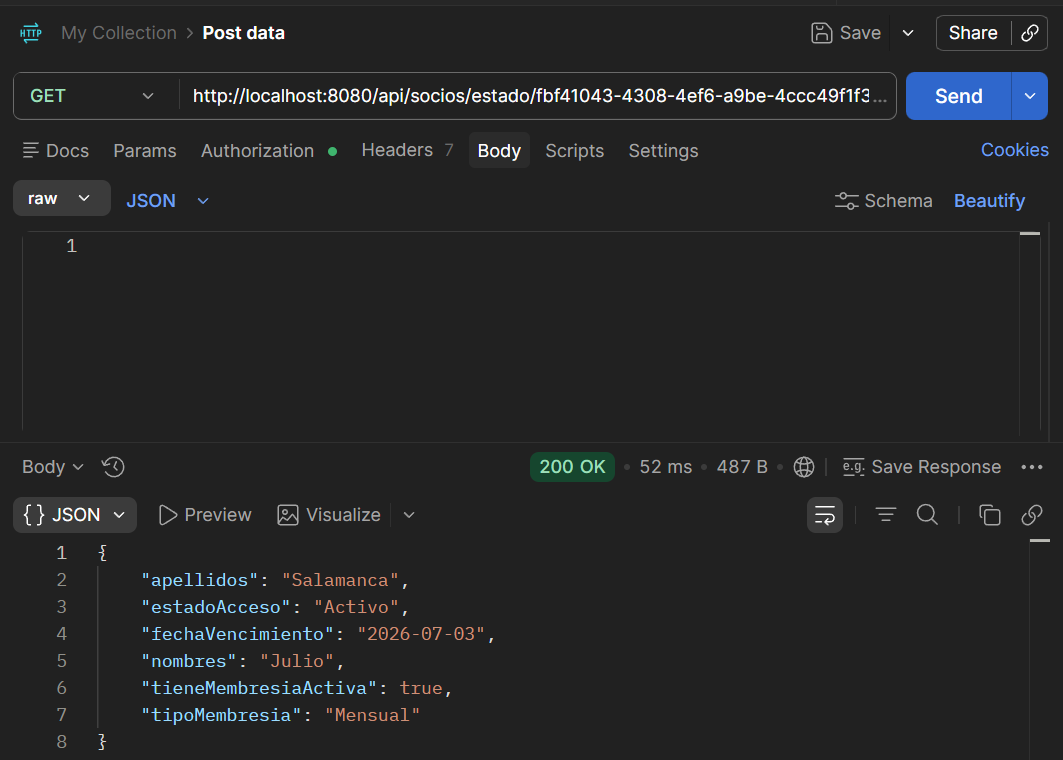 HTTP My Collection > Post data Save Share
GET http://localhost:8080/api/socios/estado/fbf41043-4308-4ef6-a9be-4ccc49f1f3... Send
Docs Params Authorization Headers 7 Body Scripts Settings Cookies
raw JSON Schema Beautify
1
Body 200 OK • 52 ms • 487 B • e.g. Save Response
{} JSON Preview Visualize
1 {
2 "apellidos": "Salamanca",
3 "estadoAcceso": "Activo",
4 "fechaVencimiento": "2026-07-03",
5 "nombres": "Julio",
6 "tieneMembresiaActiva": true,
7 "tipoMembresia": "Mensual"
8 }